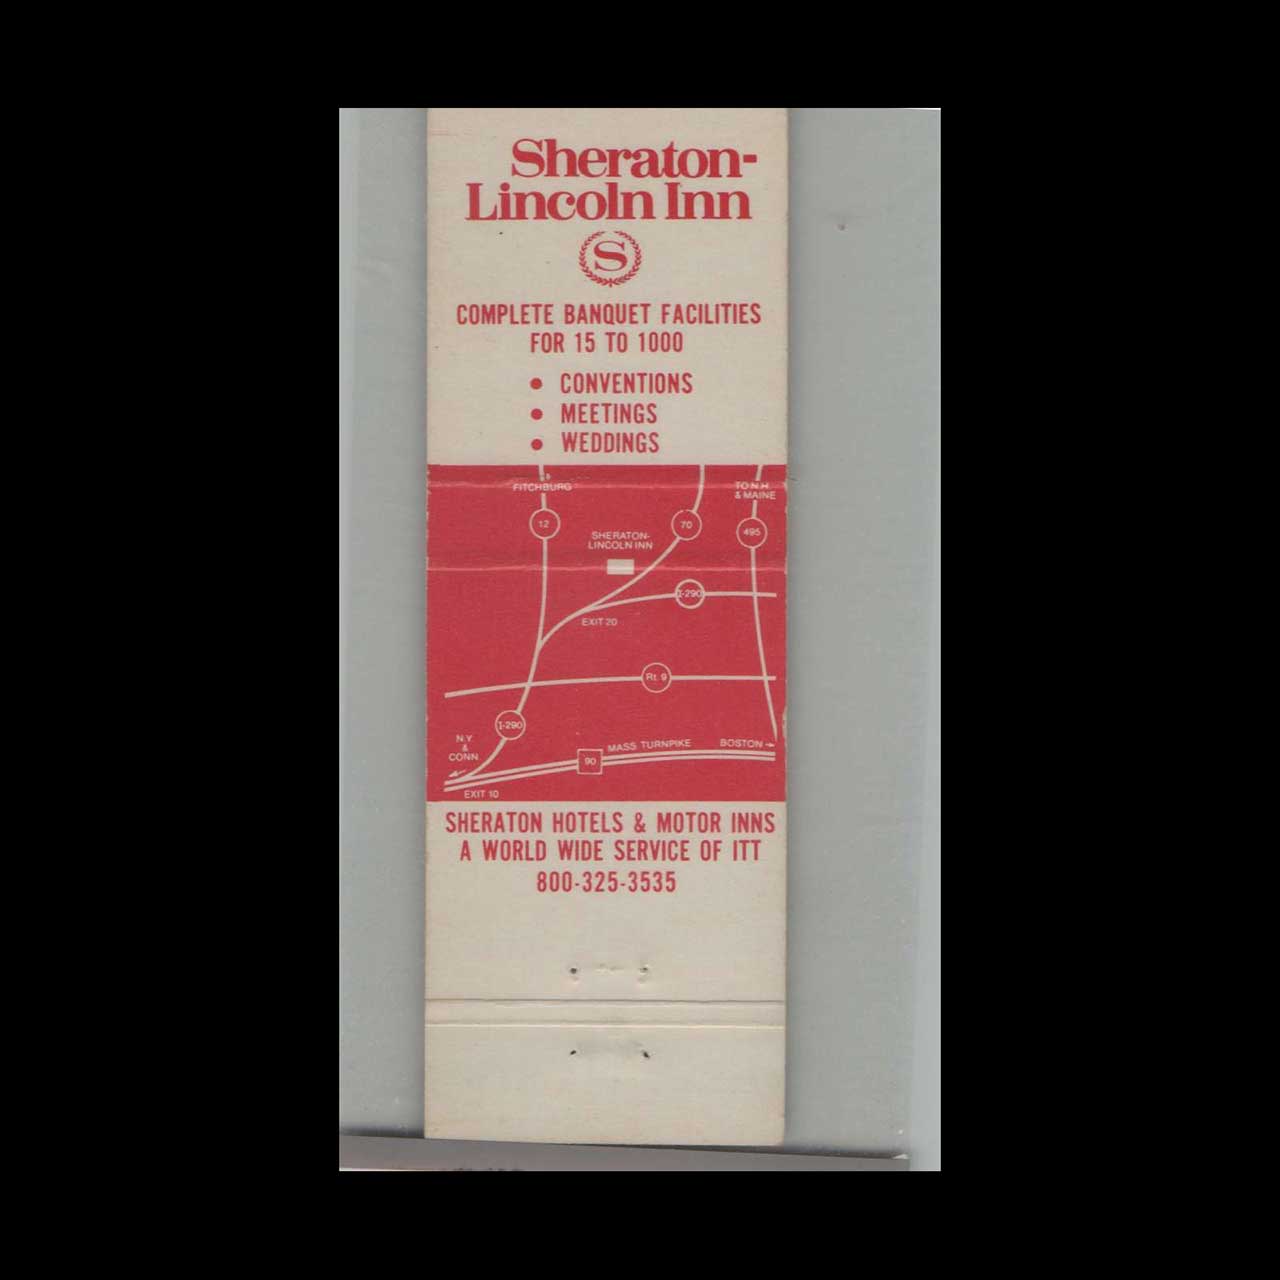 Sheraton-
Lincoln Inn
S
COMPLETE BANQUET FACILITIES
FOR 15 TO 1000
• CONVENTIONS
• MEETINGS
• WEDDINGS
FITCHBURG
TO N.H.
& MAINE
12
70
495
SHERATON-
LINCOLN INN
I-290
EXIT 20
Rt. 9
I-290
N.Y.
&
CONN.
MASS TURNPIKE
BOSTON →
90
EXIT 10
SHERATON HOTELS & MOTOR INNS
A WORLD WIDE SERVICE OF ITT
800-325-3535